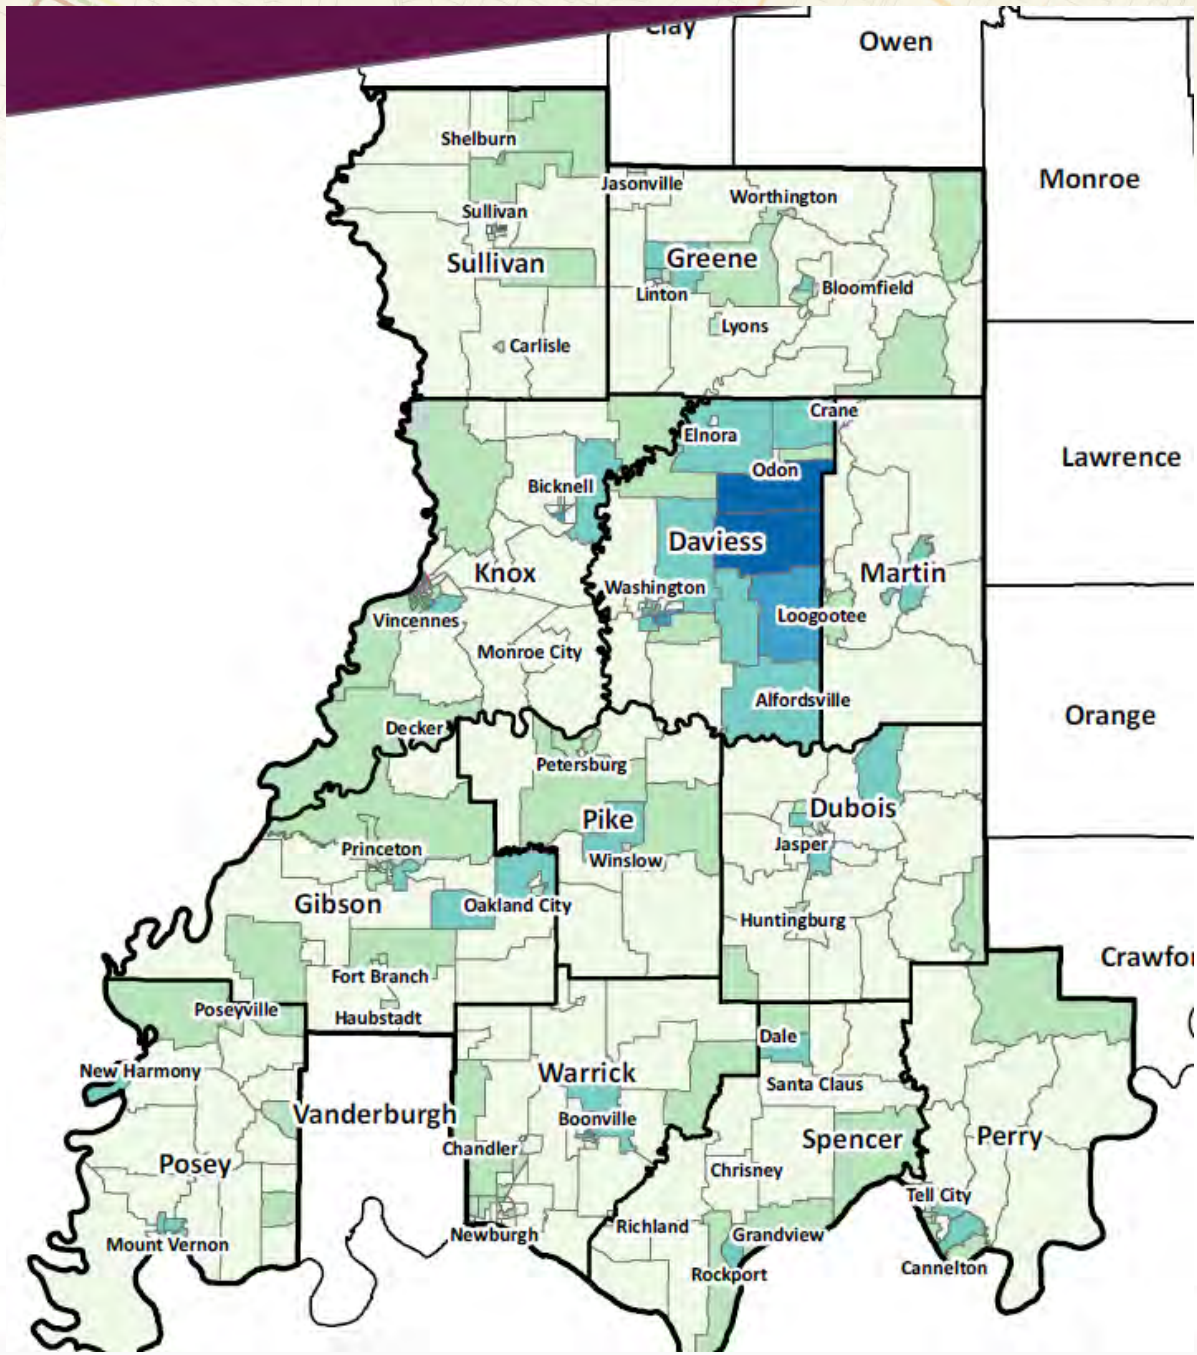 Clay
Owen
Shelburn
Monroe
Jasonville
Worthington
Sullivan
Sullivan
Greene
Linton
Bloomfield
Lyons
Carlisle
Crane
Elnora
Lawrence
Odon
Bicknell
Daviess
Knox
Martin
Washington
Vincennes
Loogootee
Monroe City
Alfordsville
Orange
Decker
Petersburg
Dubois
Pike
Jasper
Princeton
Winslow
Gibson
Oakland City
Huntingburg
Crawfor
Fort Branch
Poseyville
Haubstadt
Dale
New Harmony
Warrick
Santa Claus
Vanderburgh
Boonville
Chandler
Spencer
Perry
Posey
Chrisney
Tell City
Richland
Newburgh
Grandview
Mount Vernon
Cannelton
Rockport